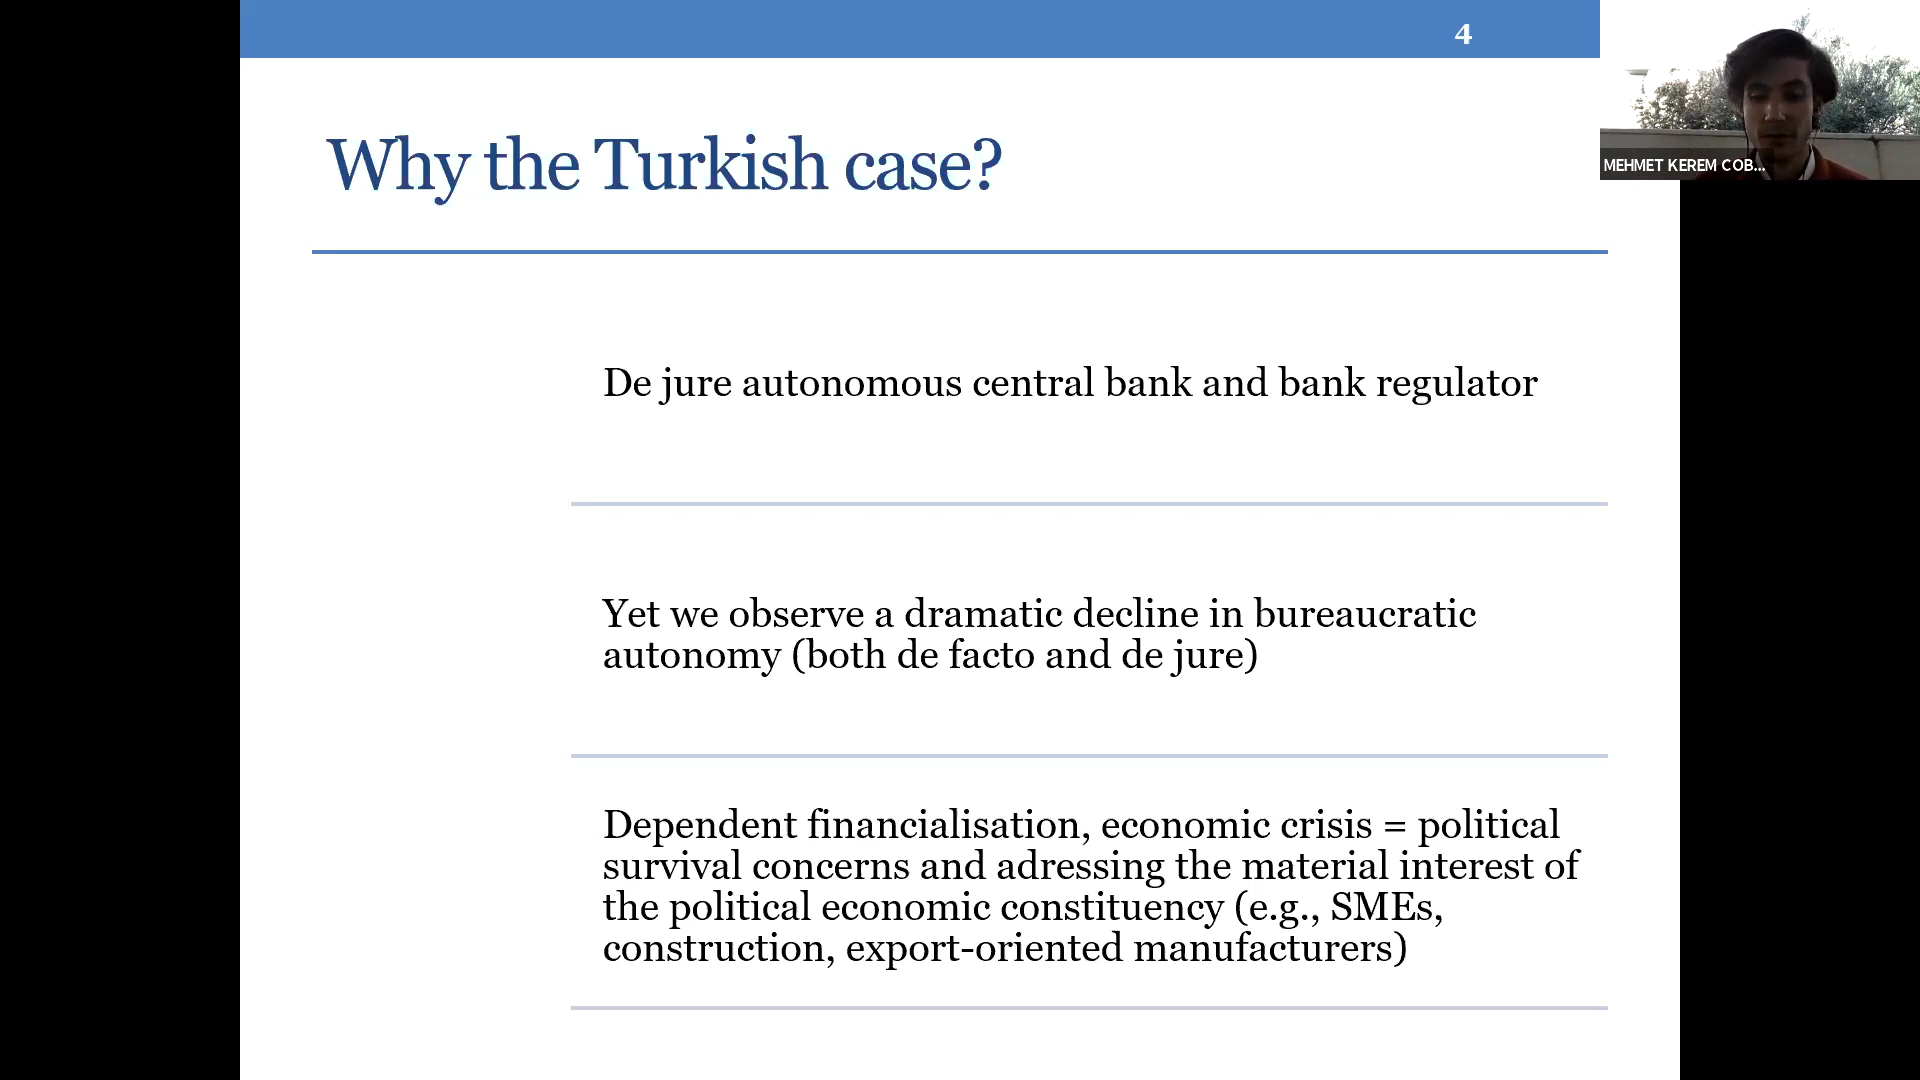 4
MEHMET KEREM COB...
Why the Turkish case?
De jure autonomous central bank and bank regulator
Yet we observe a dramatic decline in bureaucratic
autonomy (both de facto and de jure)
Dependent financialisation, economic crisis = political
survival concerns and adressing the material interest of
the political economic constituency (e.g., SMEs,
construction, export-oriented manufacturers)